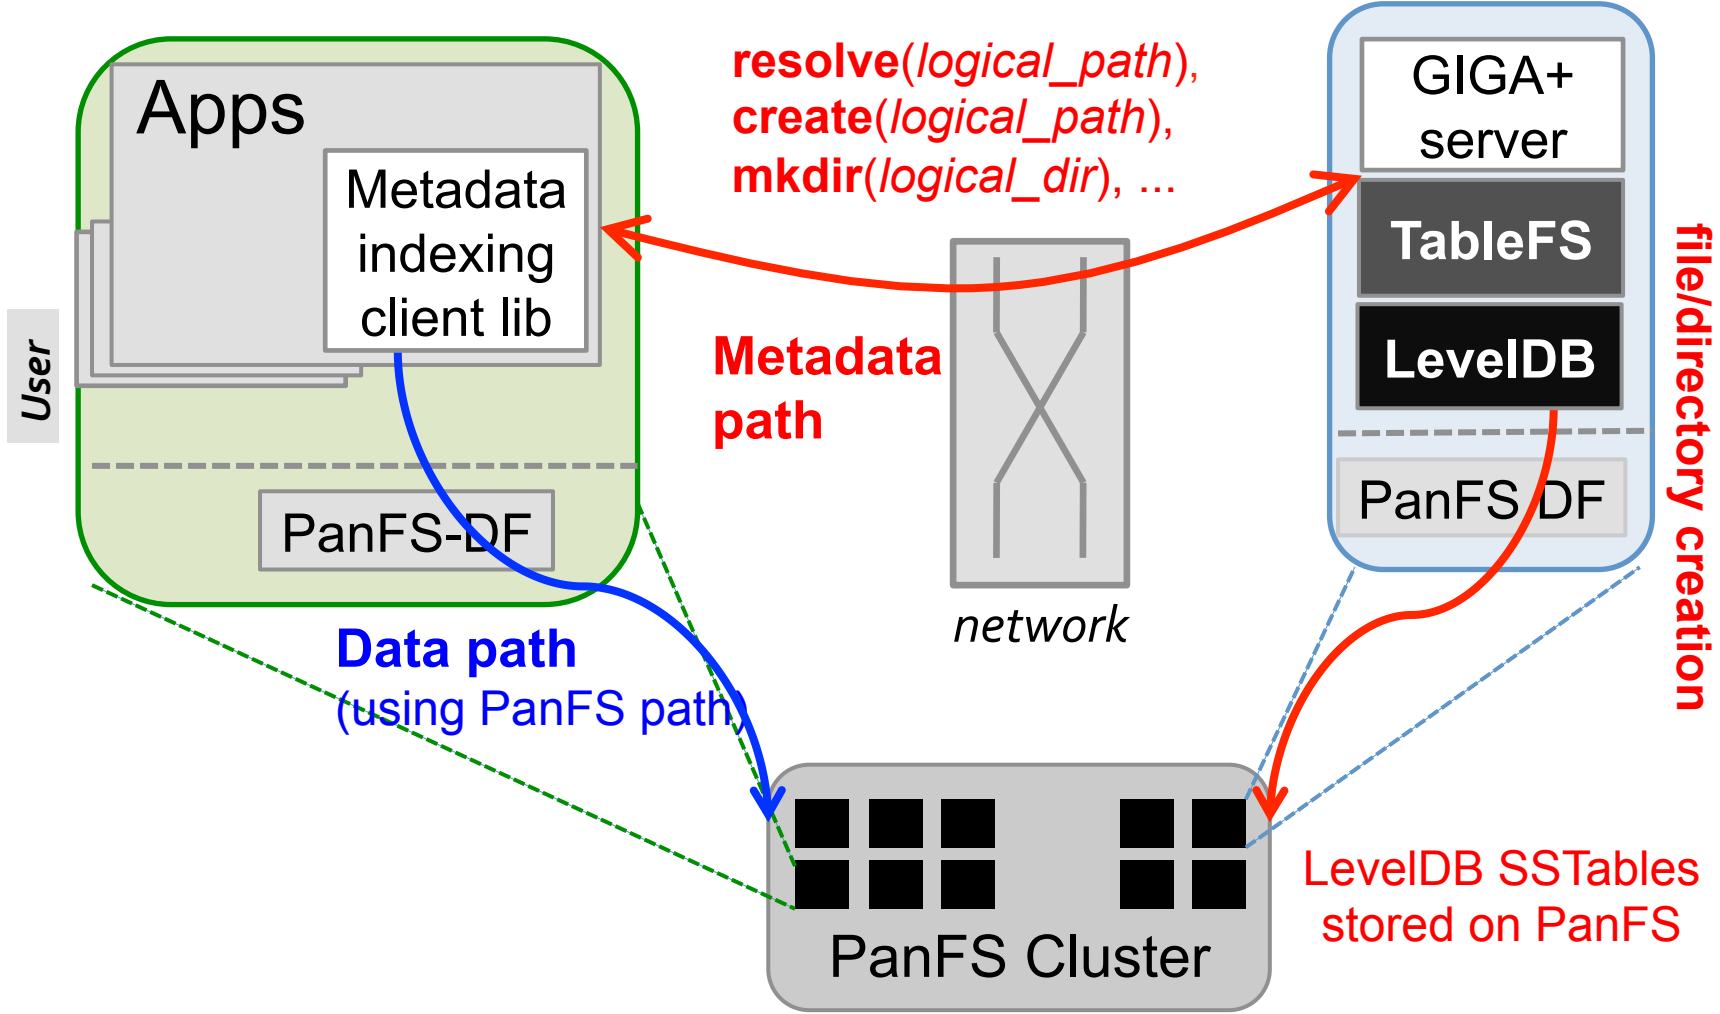 Apps
Metadata
indexing
client lib
User
PanFS-DF
resolve(logical_path),
create(logical_path),
mkdir(logical_dir), ...
Metadata
path
network
GIGA+
server
TableFS
LevelDB
PanFS DF
file/directory creation
Data path
(using PanFS path)
PanFS Cluster
LevelDB SSTables
stored on PanFS